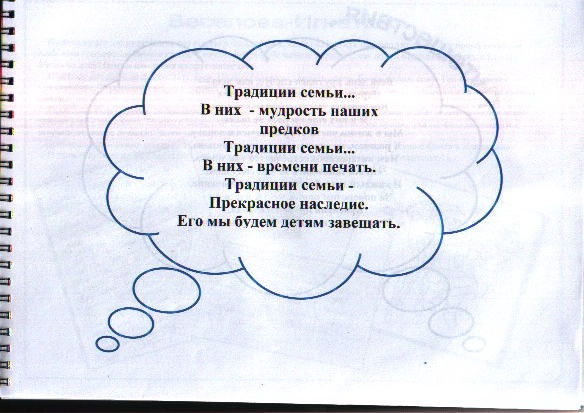 Традиции семьи...
В них - мудрость наших
предков
Традиции семьи...
В них - времени печать.
Традиции семьи -
Прекрасное наследие.
Его мы будем детям завещать.